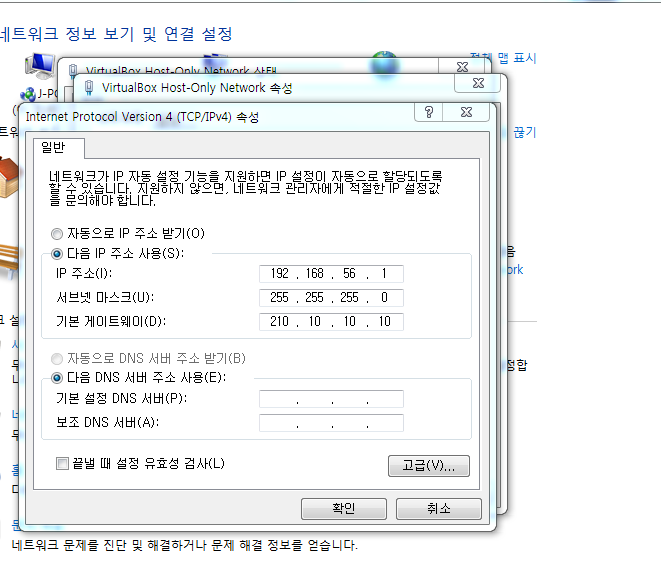 네트워크 정보 보기 및 연결 설정
전체 맵 표시
VirtualBox Host-Only Network 상태
J-PC
VirtualBox Host-Only Network 속성
Internet Protocol Version 4 (TCP/IPv4) 속성
끊기
일반
네트워크가 IP 자동 설정 기능을 지원하면 IP 설정이 자동으로 할당되도록
할 수 있습니다. 지원하지 않으면, 네트워크 관리자에게 적절한 IP 설정값
을 문의해야 합니다.
자동으로 IP 주소 받기(O)
다음 IP 주소 사용(S):
음
IP 주소(I): 192 . 168 . 56 . 1
ork
서브넷 마스크(U): 255 . 255 . 255 . 0
기본 게이트웨이(D): 210 . 10 . 10 . 10
자동으로 DNS 서버 주소 받기(B)
정합
다음 DNS 서버 주소 사용(E):
기본 설정 DNS 서버(P): . . .
보조 DNS 서버(A): . . .
끝낼 때 설정 유효성 검사(L)
고급(V)...
확인 취소
네트워크 문제를 진단 및 해결하거나 문제 해결 정보를 얻습니다.